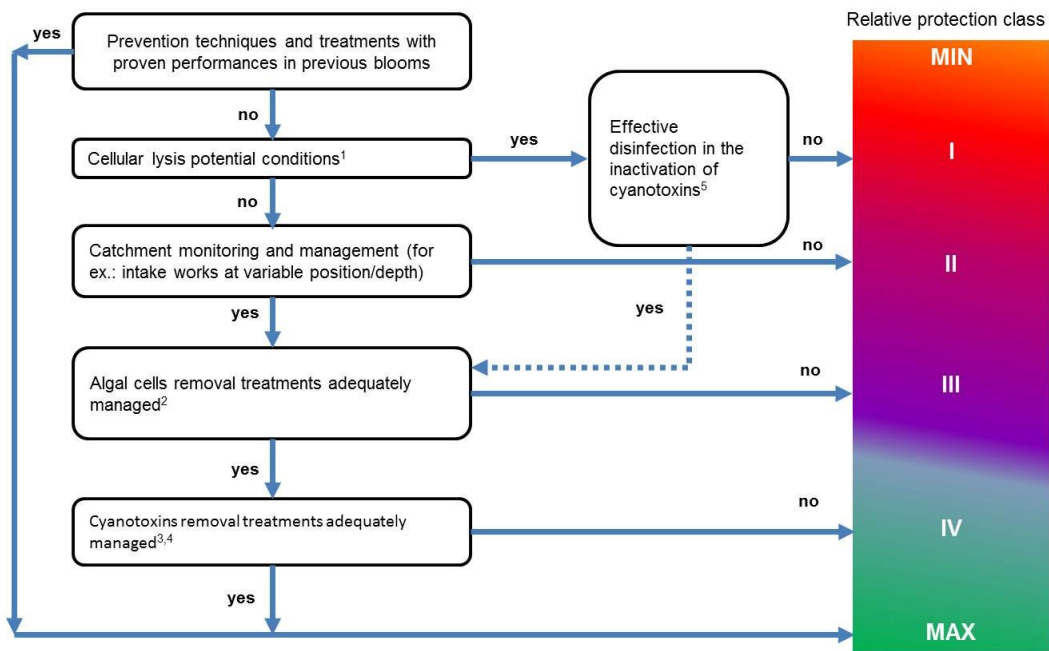 Relative protection class
yes
Prevention techniques and treatments with
proven performances in previous blooms
MIN
no
Cellular lysis potential conditions¹
yes
Effective
disinfection in the
inactivation of
cyanotoxins⁵
no
I
no
Catchment monitoring and management (for
ex.: intake works at variable position/depth)
no
II
yes
yes
Algal cells removal treatments adequately
managed²
no
III
yes
Cyanotoxins removal treatments adequately
managed³,⁴
no
IV
yes
MAX